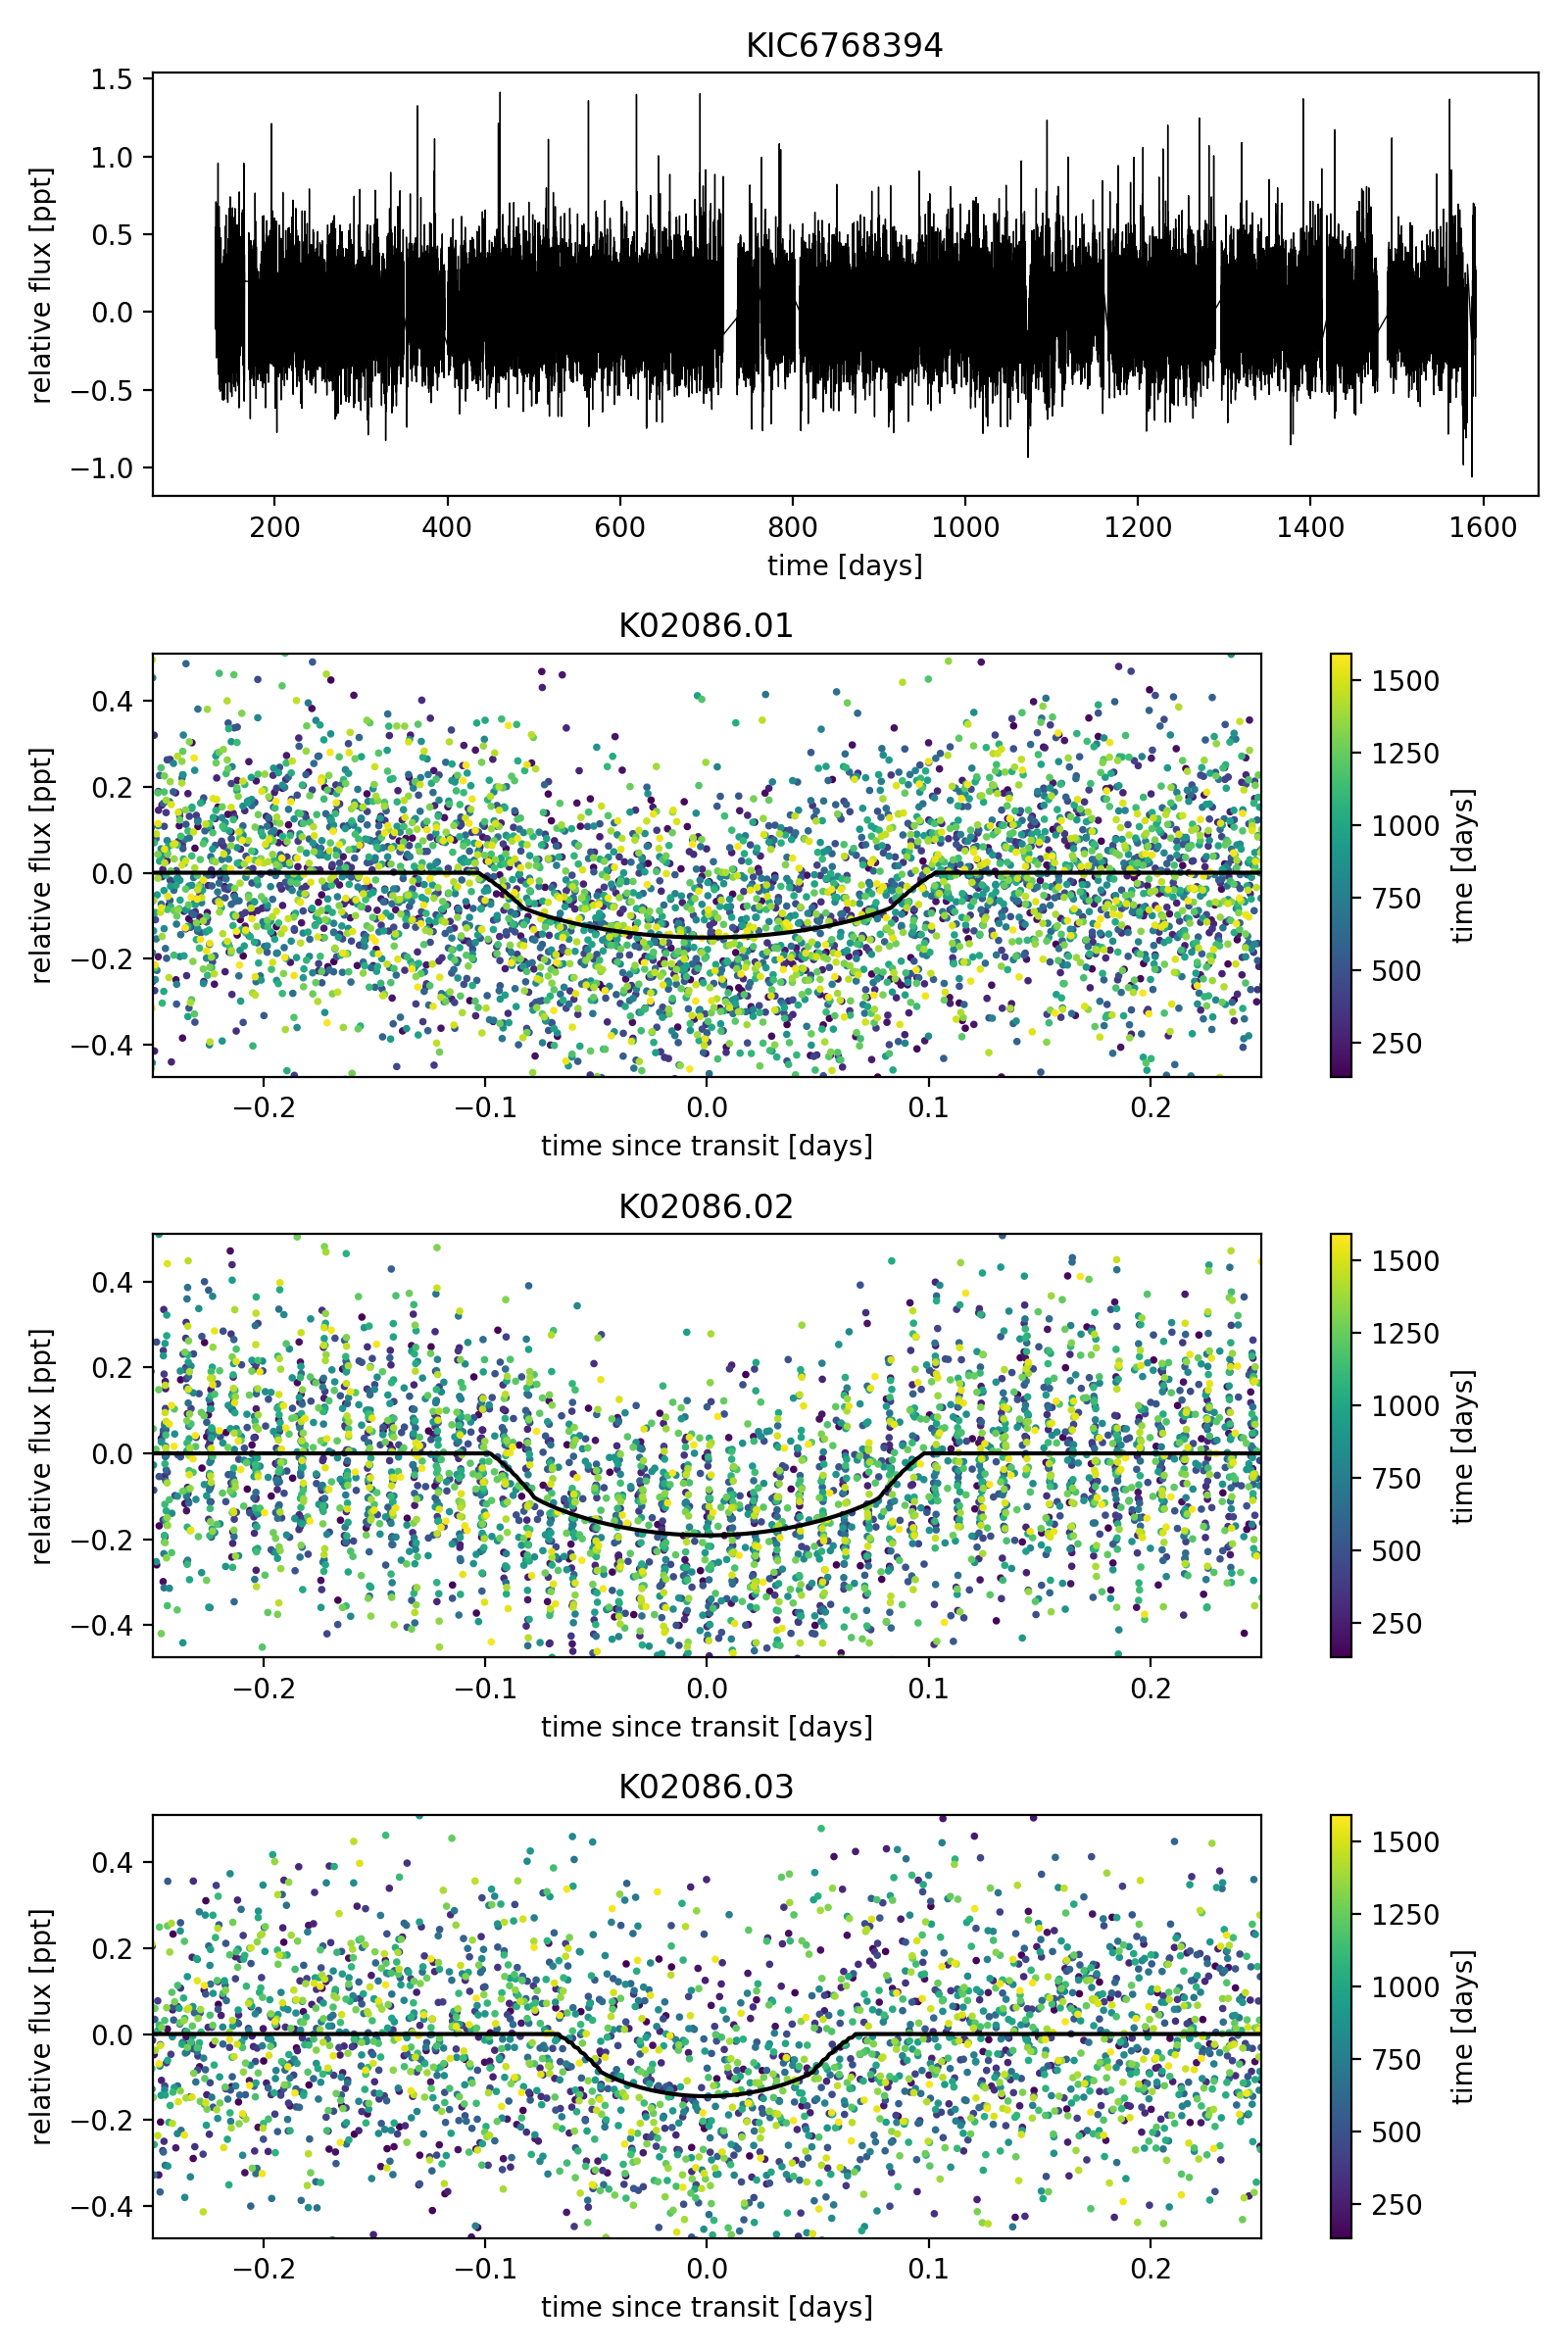 KIC6768394
1.5
1.0
0.5
0.0
−0.5
−1.0
relative flux [ppt]
200 400 600 800 1000 1200 1400 1600
time [days]
K02086.01
0.4
0.2
0.0
−0.2
−0.4
relative flux [ppt]
−0.2 −0.1 0.0 0.1 0.2
time since transit [days]
1500
1250
1000
750
500
250
time [days]
K02086.02
0.4
0.2
0.0
−0.2
−0.4
relative flux [ppt]
−0.2 −0.1 0.0 0.1 0.2
time since transit [days]
1500
1250
1000
750
500
250
time [days]
K02086.03
0.4
0.2
0.0
−0.2
−0.4
relative flux [ppt]
−0.2 −0.1 0.0 0.1 0.2
time since transit [days]
1500
1250
1000
750
500
250
time [days]